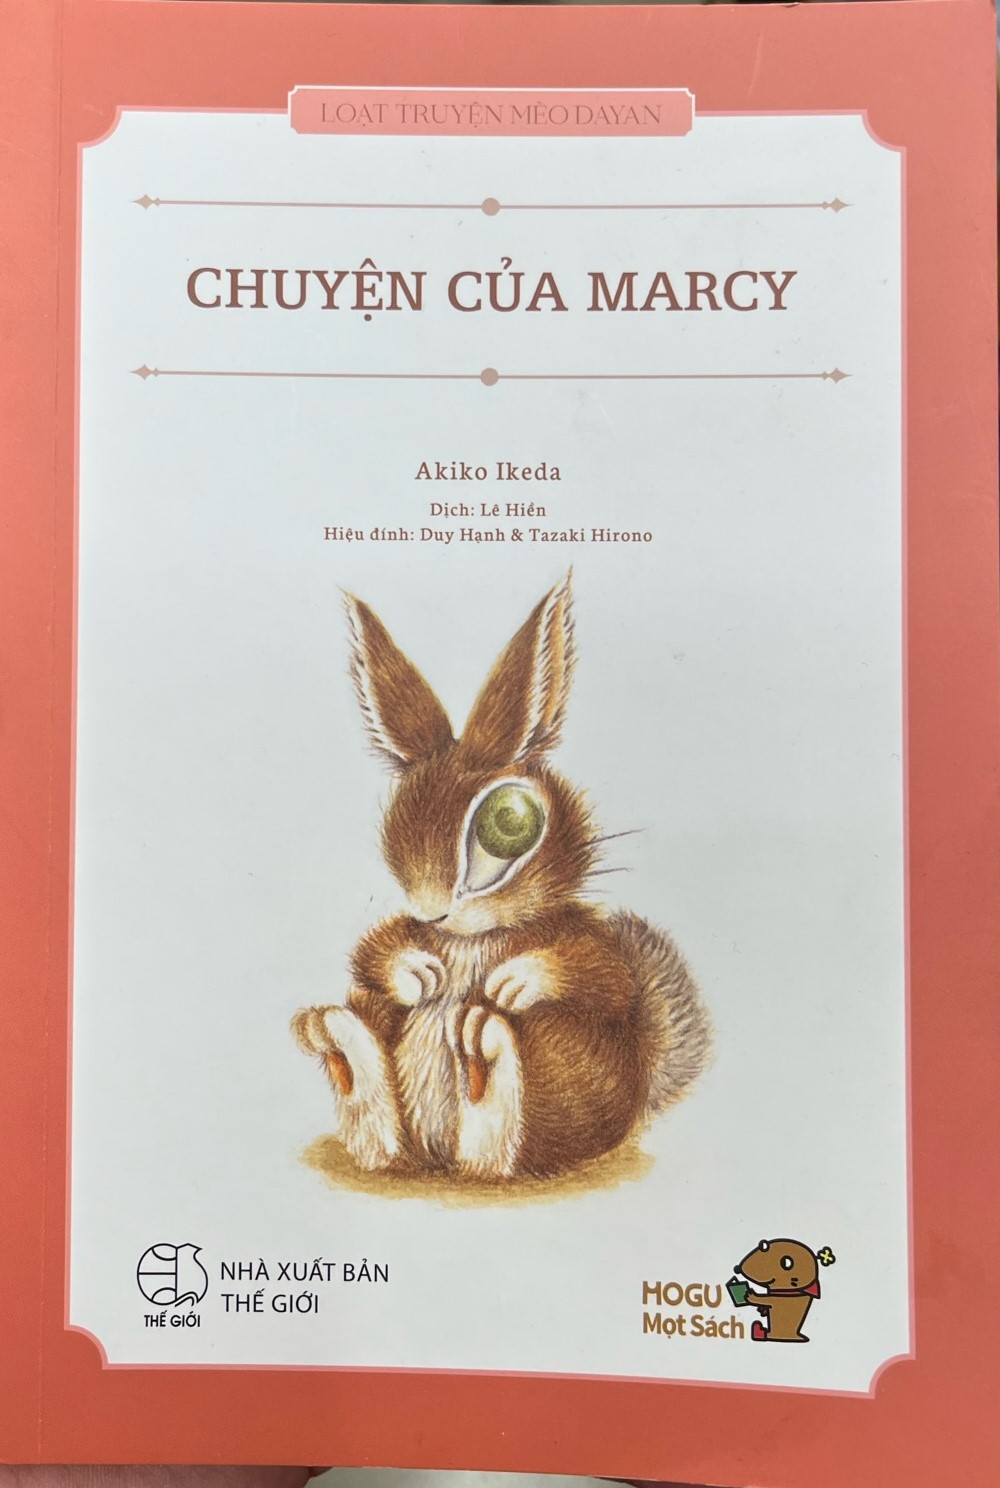 LOẠT TRUYỆN MÈO DAYAN
CHUYỆN CỦA MARCY
Akiko Ikeda
Dịch: Lê Hiền
Hiệu đính: Duy Hạnh & Tazaki Hirono
NHÀ XUẤT BẢN
THẾ GIỚI
THẾ GIỚI
HOGU
Mọt Sách